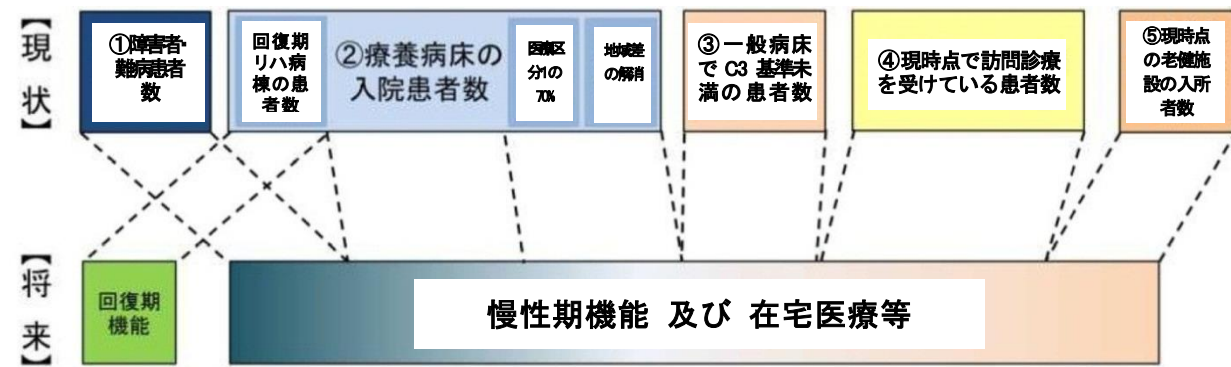 【現状】
①障害者・
難病患者
数
回復期
リハ病
棟の患
者数
②療養病床の
入院患者数
医療区
分1の
70%
地域差
の解消
③一般病床
で C3 基準未
満の患者数
④現時点で訪問診療
を受けている患者数
⑤現時点
の老健施
設の入所
者数
【将来】
回復期
機能
慢性期機能 及び 在宅医療等